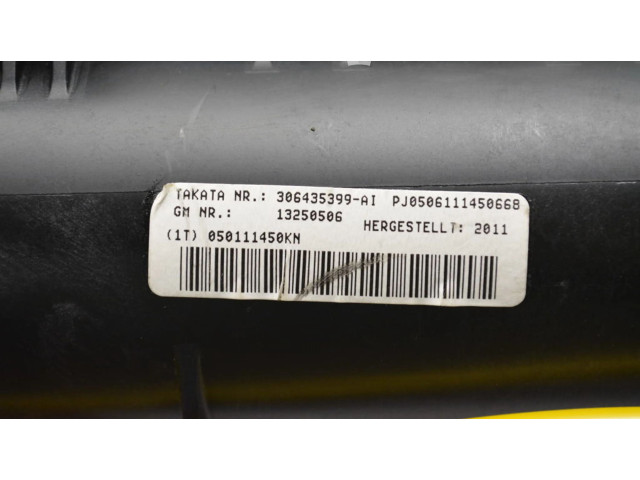 TAKATA NR.: 306435399-AI PJ0506111450668
GM NR.: 13250506 HERGESTELLT: 2011
(1T) 050111450KN